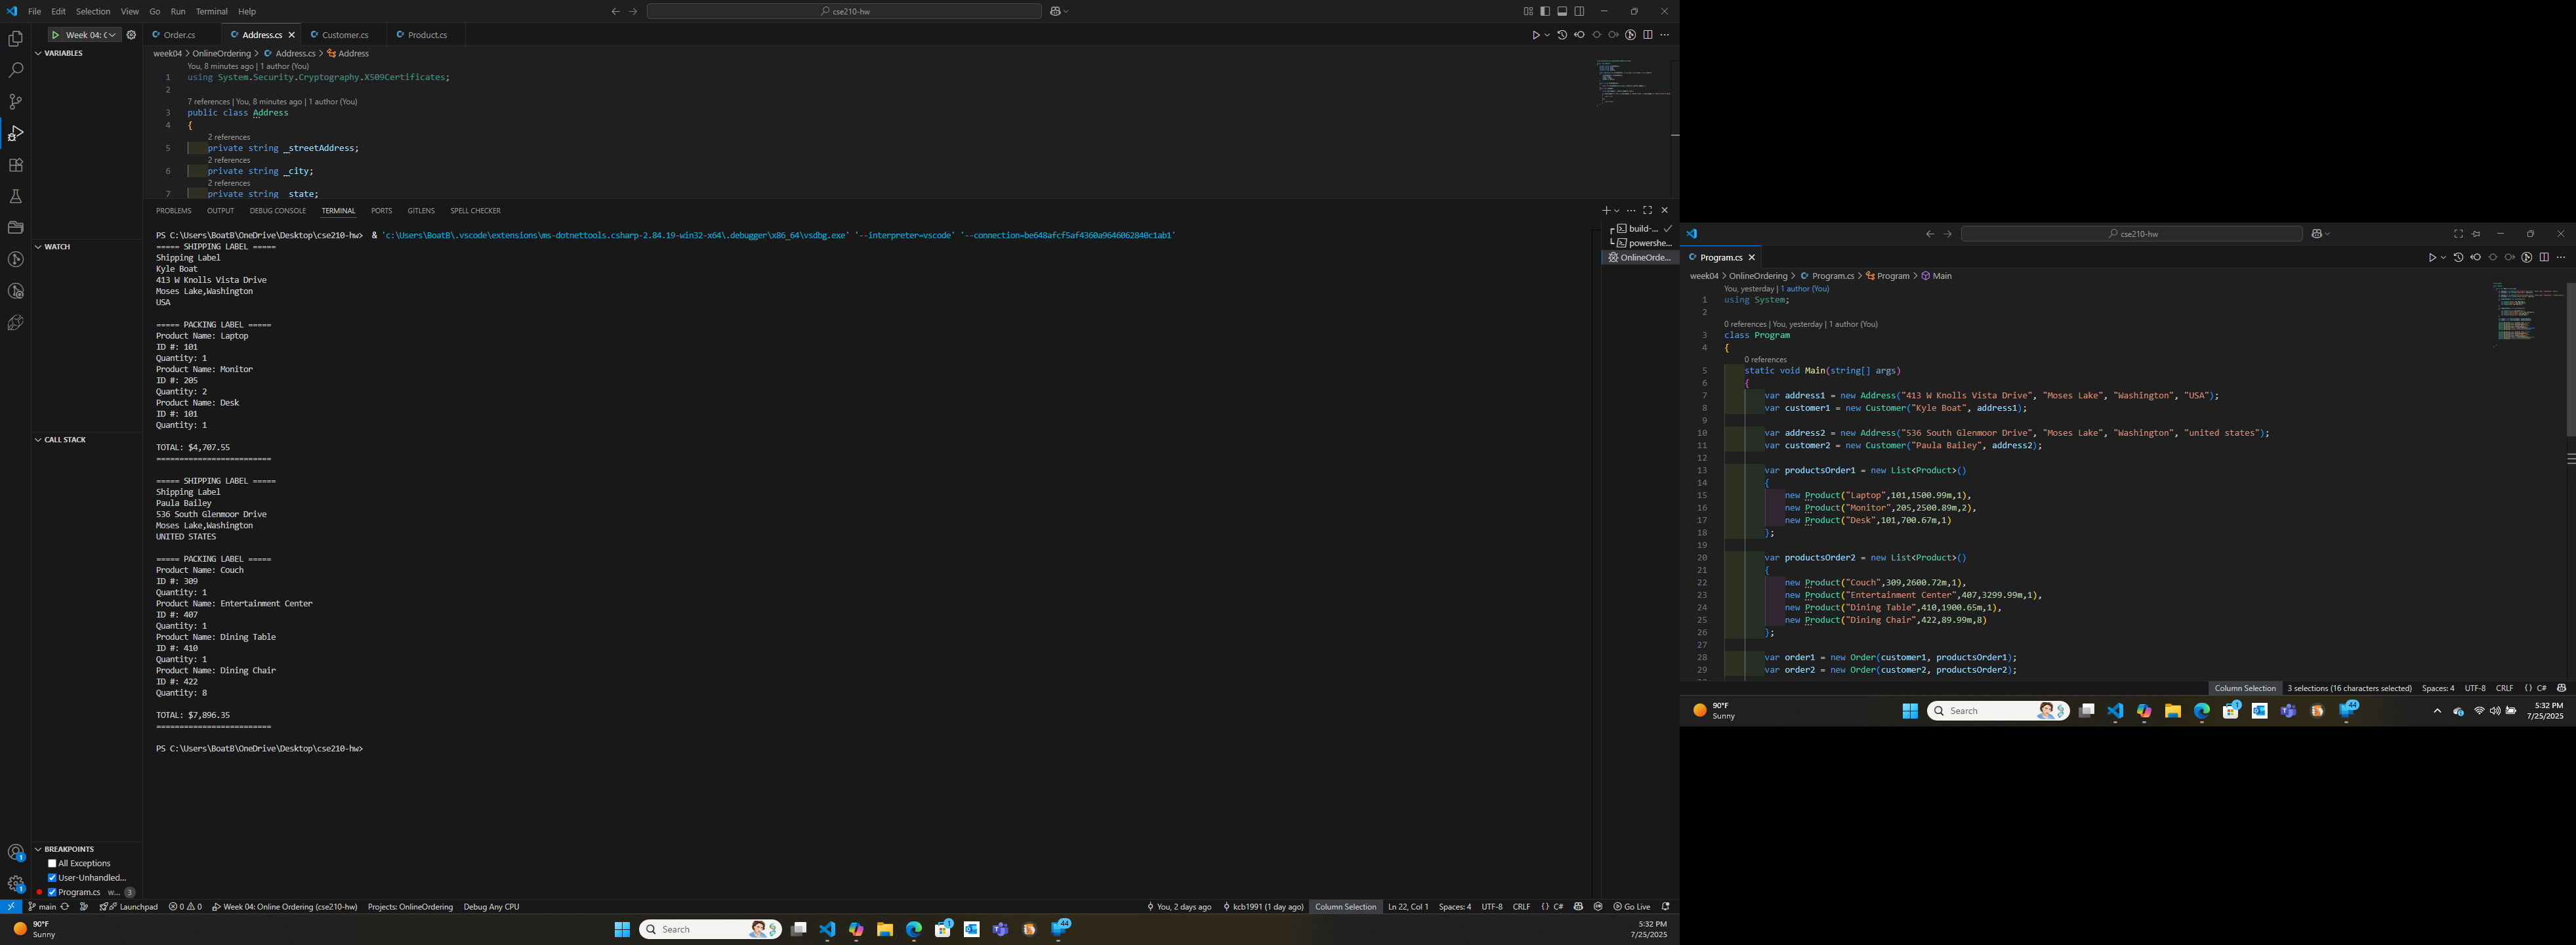 File Edit Selection View Go Run Terminal Help
cse210-hw
Week 04: C
Order.cs Address.cs Customer.cs Product.cs
VARIABLES
WATCH
CALL STACK
BREAKPOINTS
All Exceptions
User-Unhandled...
Program.cs w... 3
week04 > OnlineOrdering > Address.cs > Address
You, 8 minutes ago | 1 author (You)
1 using System.Security.Cryptography.X509Certificates;
2
7 references | You, 8 minutes ago | 1 author (You)
3 public class Address
4 {
2 references
5 private string _streetAddress;
2 references
6 private string _city;
2 references
7 private string _state;
PROBLEMS OUTPUT DEBUG CONSOLE TERMINAL PORTS GITLENS SPELL CHECKER
build-...
powershe...
OnlineOrde...
PS C:\Users\BoatB\OneDrive\Desktop\cse210-hw> & 'c:\Users\BoatB\.vscode\extensions\ms-dotnettools.csharp-2.84.19-win32-x64\.debugger\x86_64\vsdbg.exe' '--interpreter=vscode' '--connection=be648afcf5af4360a9646062840c1ab1'
===== SHIPPING LABEL =====
Shipping Label
Kyle Boat
413 W Knolls Vista Drive
Moses Lake,Washington
USA
===== PACKING LABEL =====
Product Name: Laptop
ID #: 101
Quantity: 1
Product Name: Monitor
ID #: 205
Quantity: 2
Product Name: Desk
ID #: 101
Quantity: 1
TOTAL: $4,707.55
=========================
===== SHIPPING LABEL =====
Shipping Label
Paula Bailey
536 South Glenmoor Drive
Moses Lake,Washington
UNITED STATES
===== PACKING LABEL =====
Product Name: Couch
ID #: 309
Quantity: 1
Product Name: Entertainment Center
ID #: 407
Quantity: 1
Product Name: Dining Table
ID #: 410
Quantity: 1
Product Name: Dining Chair
ID #: 422
Quantity: 8
TOTAL: $7,896.35
=========================
PS C:\Users\BoatB\OneDrive\Desktop\cse210-hw>
main Launchpad 0 0 Week 04: Online Ordering (cse210-hw) Projects: OnlineOrdering Debug Any CPU
You, 2 days ago kcb1991 (1 day ago) Column Selection Ln 22, Col 1 Spaces: 4 UTF-8 CRLF {} C# Go Live
90°F
Sunny
Search
1
44
5:32 PM
7/25/2025
cse210-hw
Program.cs
week04 > OnlineOrdering > Program.cs > Program > Main
You, yesterday | 1 author (You)
1 using System;
2
0 references | You, yesterday | 1 author (You)
3 class Program
4 {
0 references
5 static void Main(string[] args)
6 {
7 var address1 = new Address("413 W Knolls Vista Drive", "Moses Lake", "Washington", "USA");
8 var customer1 = new Customer("Kyle Boat", address1);
9
10 var address2 = new Address("536 South Glenmoor Drive", "Moses Lake", "Washington", "united states");
11 var customer2 = new Customer("Paula Bailey", address2);
12
13 var productsOrder1 = new List<Product>()
14 {
15 new Product("Laptop",101,1500.99m,1),
16 new Product("Monitor",205,2500.89m,2),
17 new Product("Desk",101,700.67m,1)
18 };
19
20 var productsOrder2 = new List<Product>()
21 {
22 new Product("Couch",309,2600.72m,1),
23 new Product("Entertainment Center",407,3299.99m,1),
24 new Product("Dining Table",410,1900.65m,1),
25 new Product("Dining Chair",422,89.99m,8)
26 };
27
28 var order1 = new Order(customer1, productsOrder1);
29 var order2 = new Order(customer2, productsOrder2);
Column Selection 3 selections (16 characters selected) Spaces: 4 UTF-8 CRLF {} C#
90°F
Sunny
Search
1
44
5:32 PM
7/25/2025